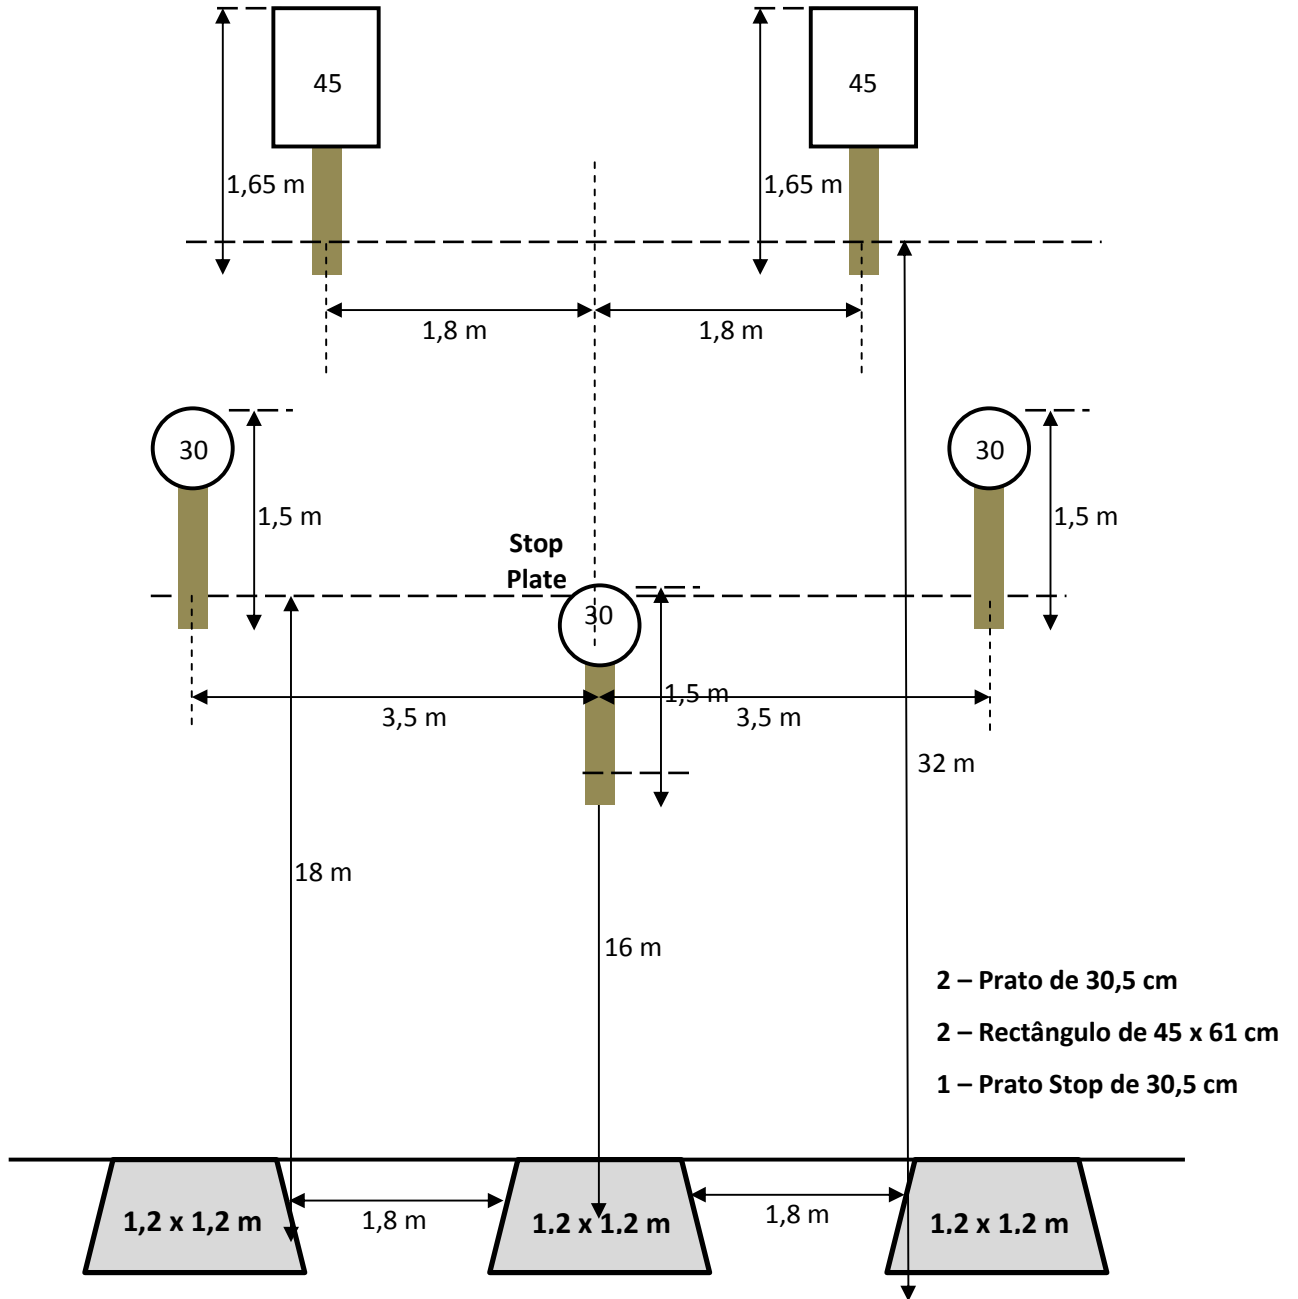 45
45
1,65 m
1,65 m
1,8 m
1,8 m
30
30
1,5 m
1,5 m
Stop
Plate
30
1,5 m
3,5 m
3,5 m
32 m
18 m
16 m
2 – Prato de 30,5 cm
2 – Rectângulo de 45 x 61 cm
1 – Prato Stop de 30,5 cm
1,2 x 1,2 m
1,8 m
1,2 x 1,2 m
1,8 m
1,2 x 1,2 m